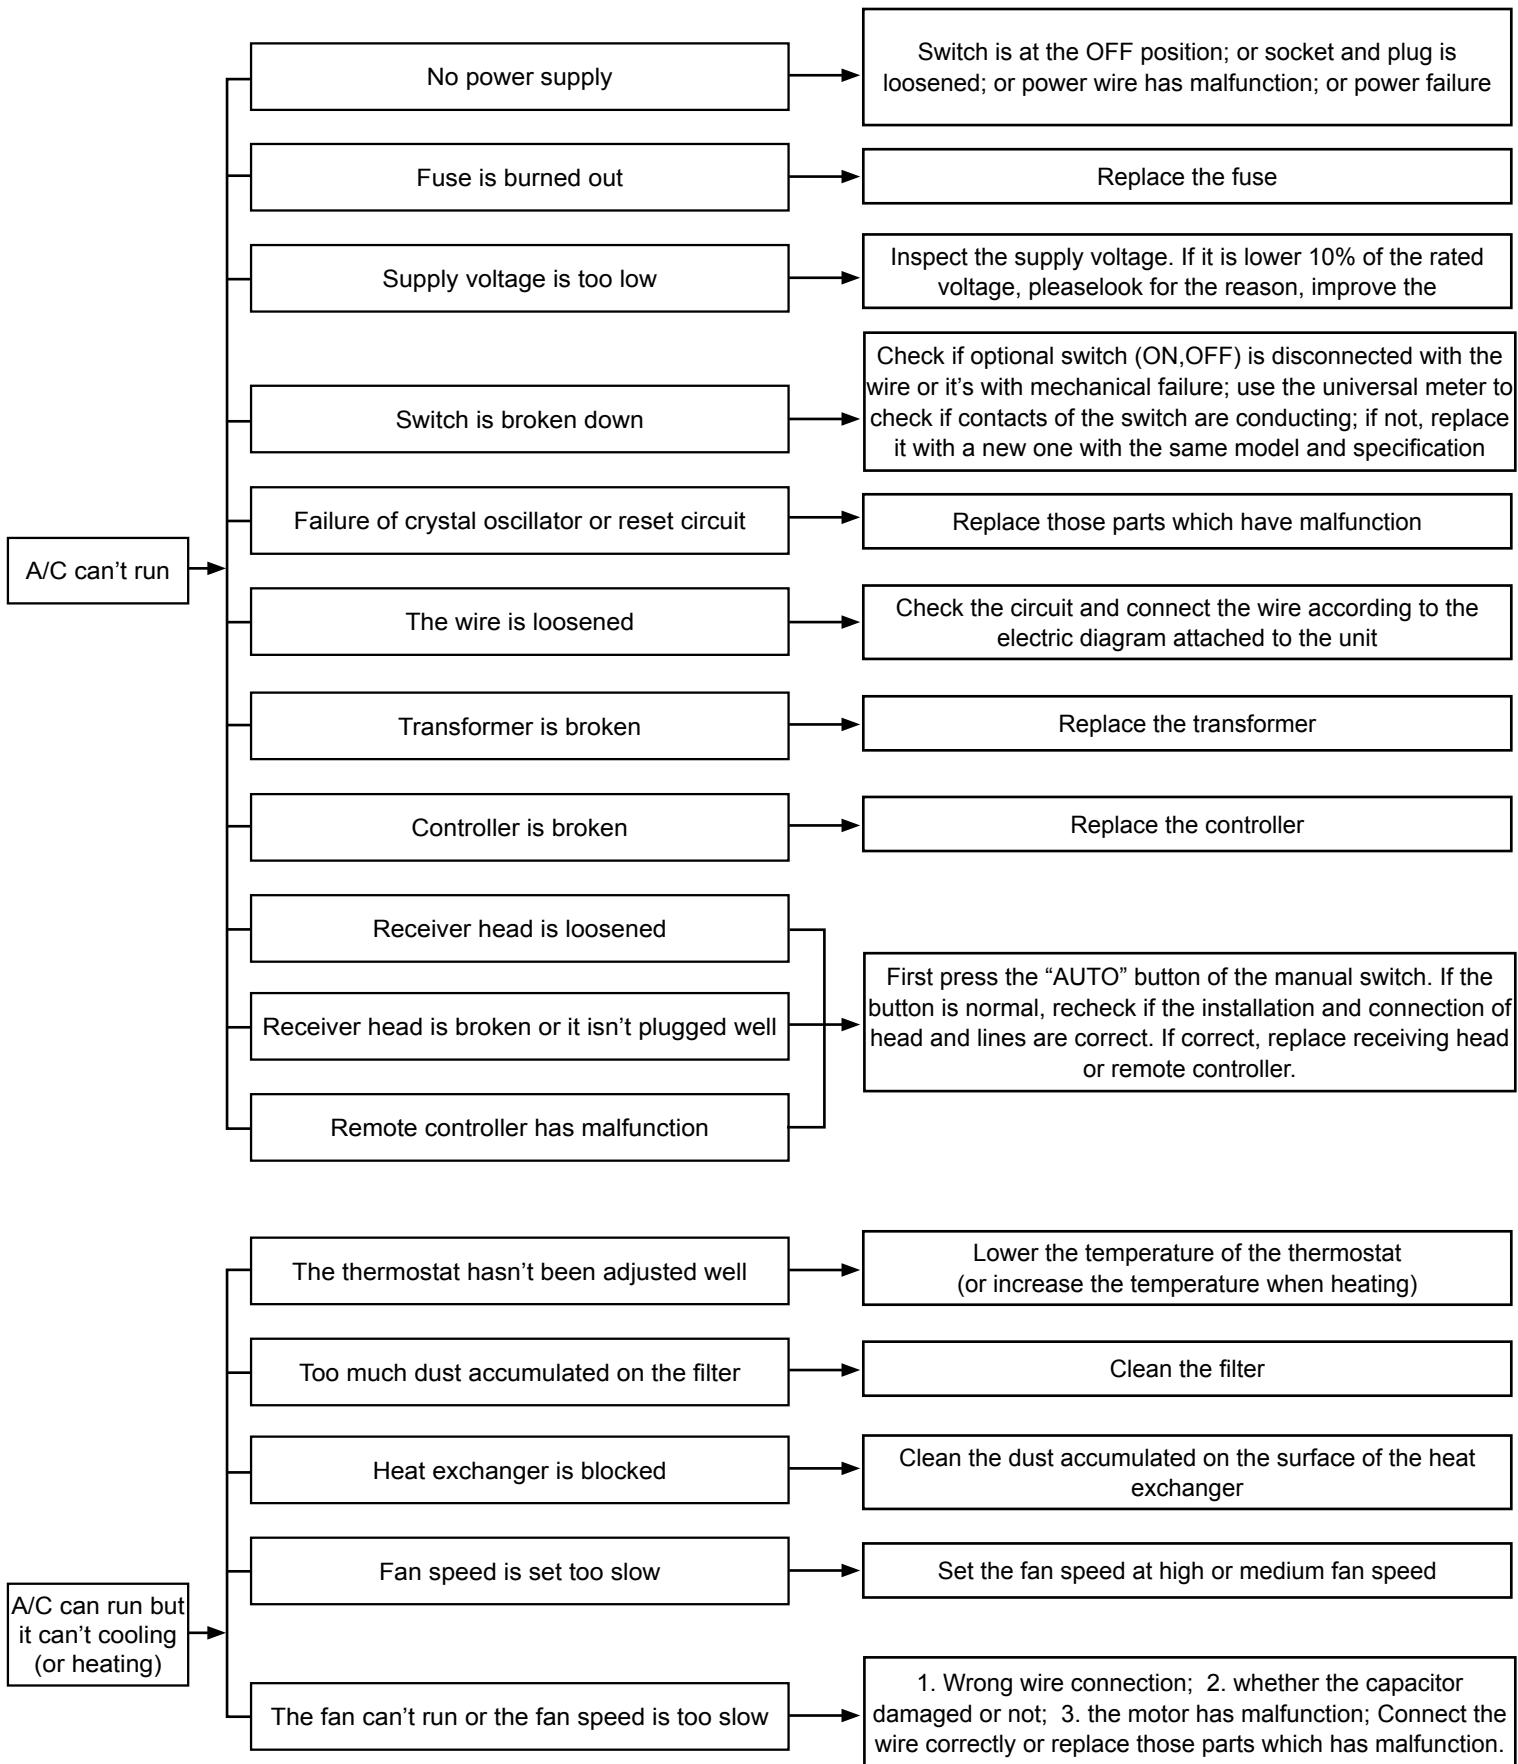 A/C can't run
No power supply
Switch is at the OFF position; or socket and plug is
loosened; or power wire has malfunction; or power failure
Fuse is burned out
Replace the fuse
Supply voltage is too low
Inspect the supply voltage. If it is lower 10% of the rated
voltage, pleaselook for the reason, improve the
Switch is broken down
Check if optional switch (ON,OFF) is disconnected with the
wire or it's with mechanical failure; use the universal meter to
check if contacts of the switch are conducting; if not, replace
it with a new one with the same model and specification
Failure of crystal oscillator or reset circuit
Replace those parts which have malfunction
The wire is loosened
Check the circuit and connect the wire according to the
electric diagram attached to the unit
Transformer is broken
Replace the transformer
Controller is broken
Replace the controller
Receiver head is loosened
Receiver head is broken or it isn't plugged well
Remote controller has malfunction
First press the “AUTO” button of the manual switch. If the
button is normal, recheck if the installation and connection of
head and lines are correct. If correct, replace receiving head
or remote controller.
A/C can run but
it can't cooling
(or heating)
The thermostat hasn't been adjusted well
Lower the temperature of the thermostat
(or increase the temperature when heating)
Too much dust accumulated on the filter
Clean the filter
Heat exchanger is blocked
Clean the dust accumulated on the surface of the heat
exchanger
Fan speed is set too slow
Set the fan speed at high or medium fan speed
The fan can't run or the fan speed is too slow
1. Wrong wire connection; 2. whether the capacitor
damaged or not; 3. the motor has malfunction; Connect the
wire correctly or replace those parts which has malfunction.